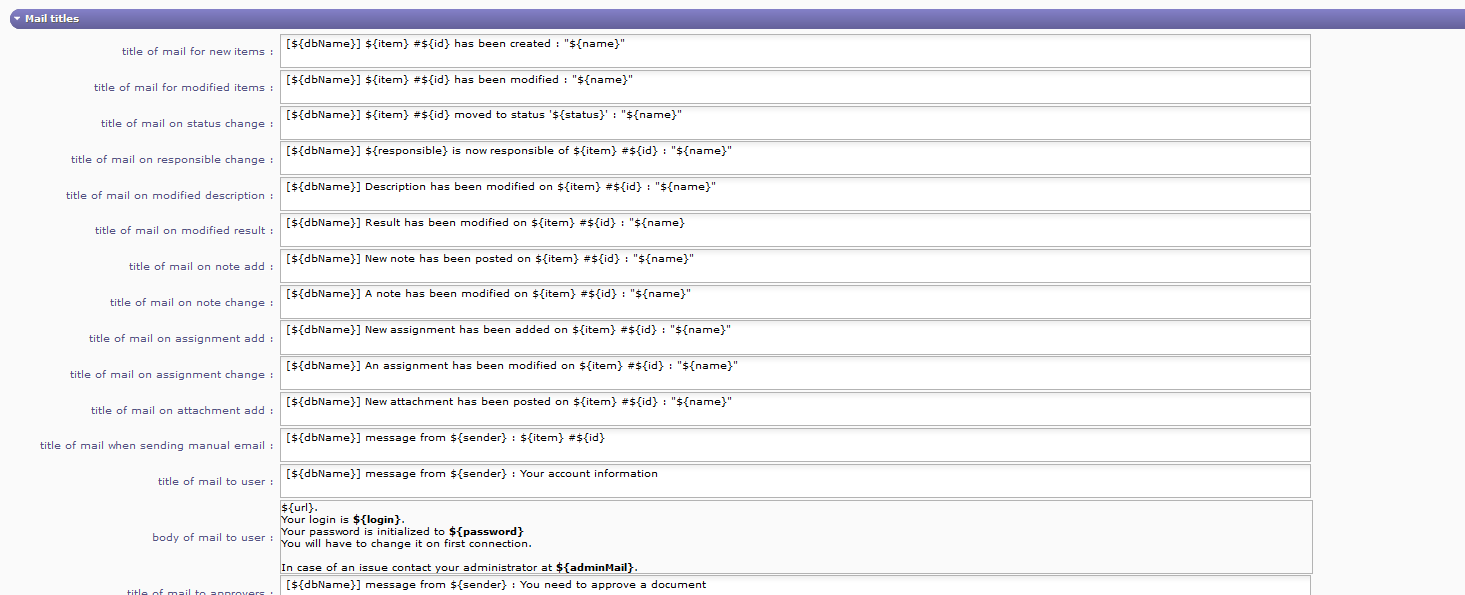 Mail titles
title of mail for new items : [${dbName}] ${item} #${id} has been created : "${name}"
title of mail for modified items : [${dbName}] ${item} #${id} has been modified : "${name}"
title of mail on status change : [${dbName}] ${item} #${id} moved to status '${status}' : "${name}"
title of mail on responsible change : [${dbName}] ${responsible} is now responsible of ${item} #${id} : "${name}"
title of mail on modified description : [${dbName}] Description has been modified on ${item} #${id} : "${name}"
title of mail on modified result : [${dbName}] Result has been modified on ${item} #${id} : "${name}
title of mail on note add : [${dbName}] New note has been posted on ${item} #${id} : "${name}"
title of mail on note change : [${dbName}] A note has been modified on ${item} #${id} : "${name}"
title of mail on assignment add : [${dbName}] New assignment has been added on ${item} #${id} : "${name}"
title of mail on assignment change : [${dbName}] An assignment has been modified on ${item} #${id} : "${name}"
title of mail on attachment add : [${dbName}] New attachment has been posted on ${item} #${id} : "${name}"
title of mail when sending manual email : [${dbName}] message from ${sender} : ${item} #${id}
title of mail to user : [${dbName}] message from ${sender} : Your account information
body of mail to user :
${url}.
Your login is ${login}.
Your password is initialized to ${password}
You will have to change it on first connection.
In case of an issue contact your administrator at ${adminMail}.
title of mail to approvers : [${dbName}] message from ${sender} : You need to approve a document